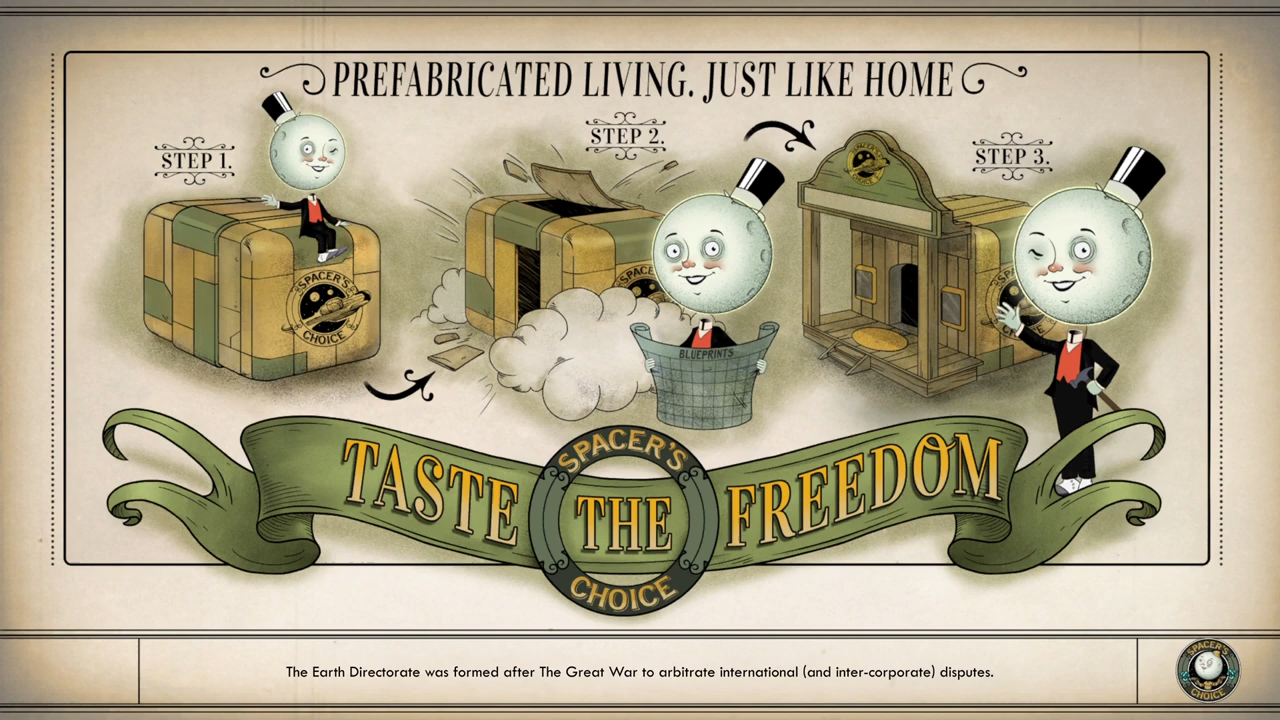 PREFABRICATED LIVING. JUST LIKE HOME
STEP 1.
STEP 2.
STEP 3.
SPACER'S
CHOICE
SPACER'S
BLUEPRINTS
TASTE THE FREEDOM
SPACER'S
CHOICE
The Earth Directorate was formed after The Great War to arbitrate international (and inter-corporate) disputes.
SPACER'S
CHOICE